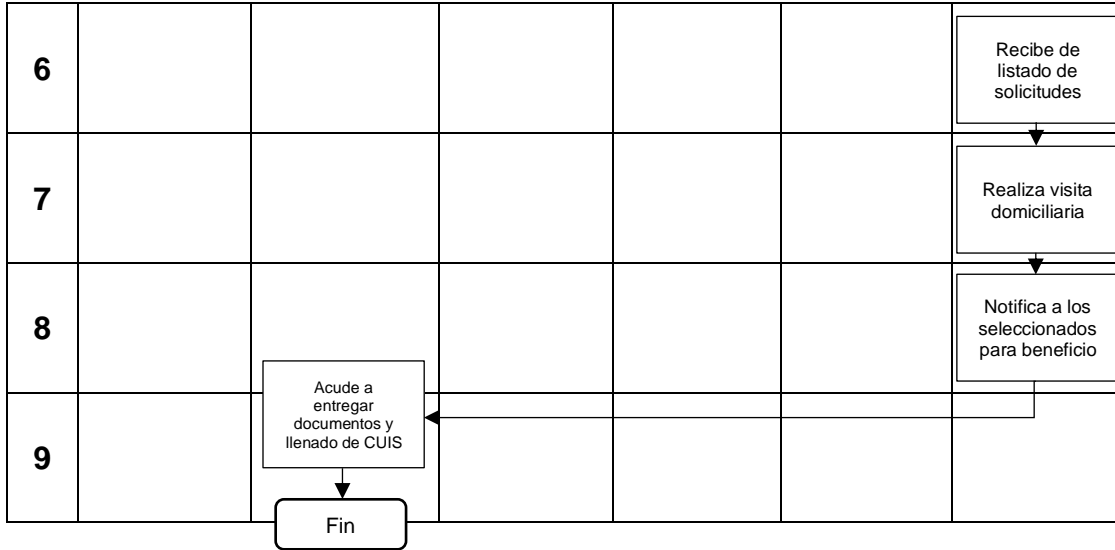 6
Recibe de
listado de
solicitudes
7
Realiza visita
domiciliaria
8
Notifica a los
seleccionados
para beneficio
Acude a
entregar
documentos y
llenado de CUIS
9
Fin